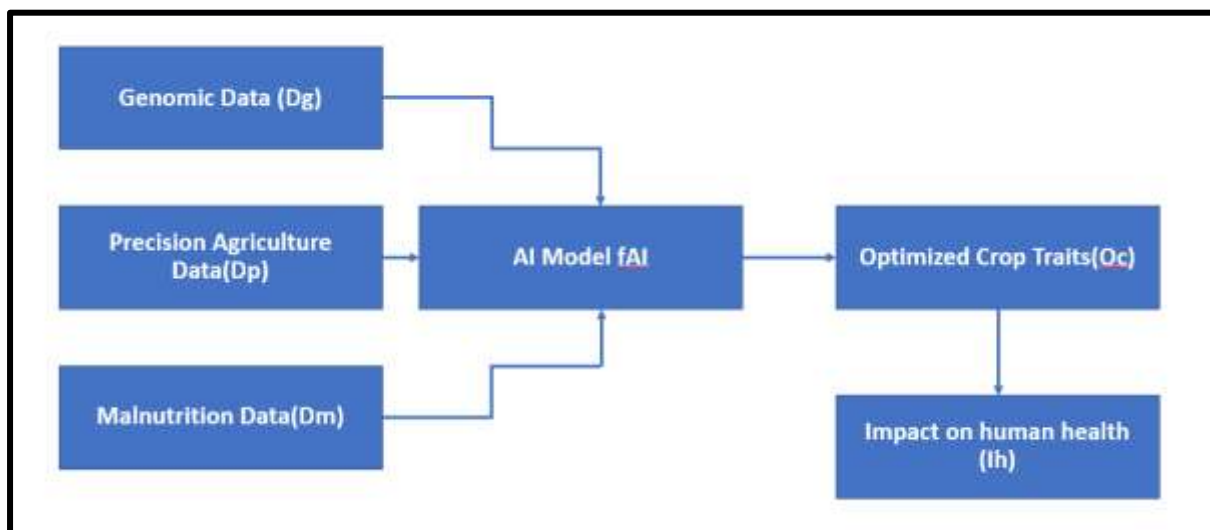 Genomic Data (Dg)
Precision Agriculture
Data(Dp)
AI Model fAI
Optimized Crop Traits(Oc)
Malnutrition Data(Dm)
Impact on human health
(Ih)